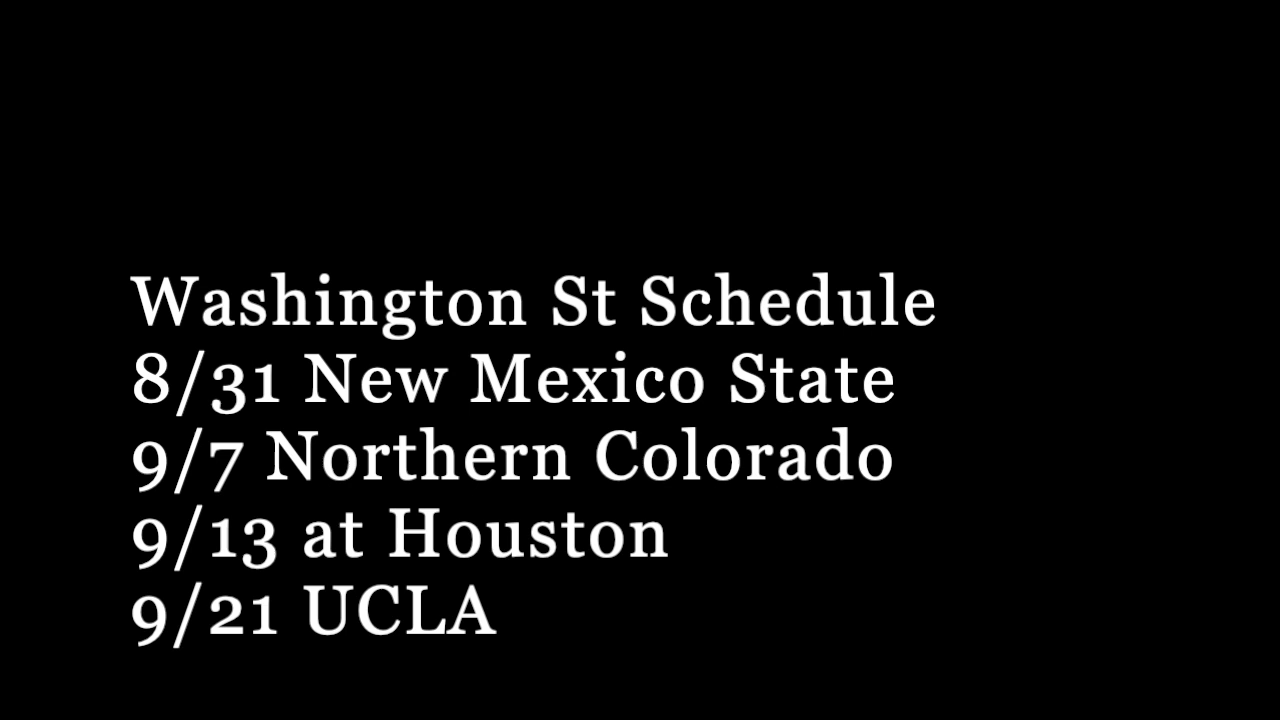 Washington St Schedule
8/31 New Mexico State
9/7 Northern Colorado
9/13 at Houston
9/21 UCLA